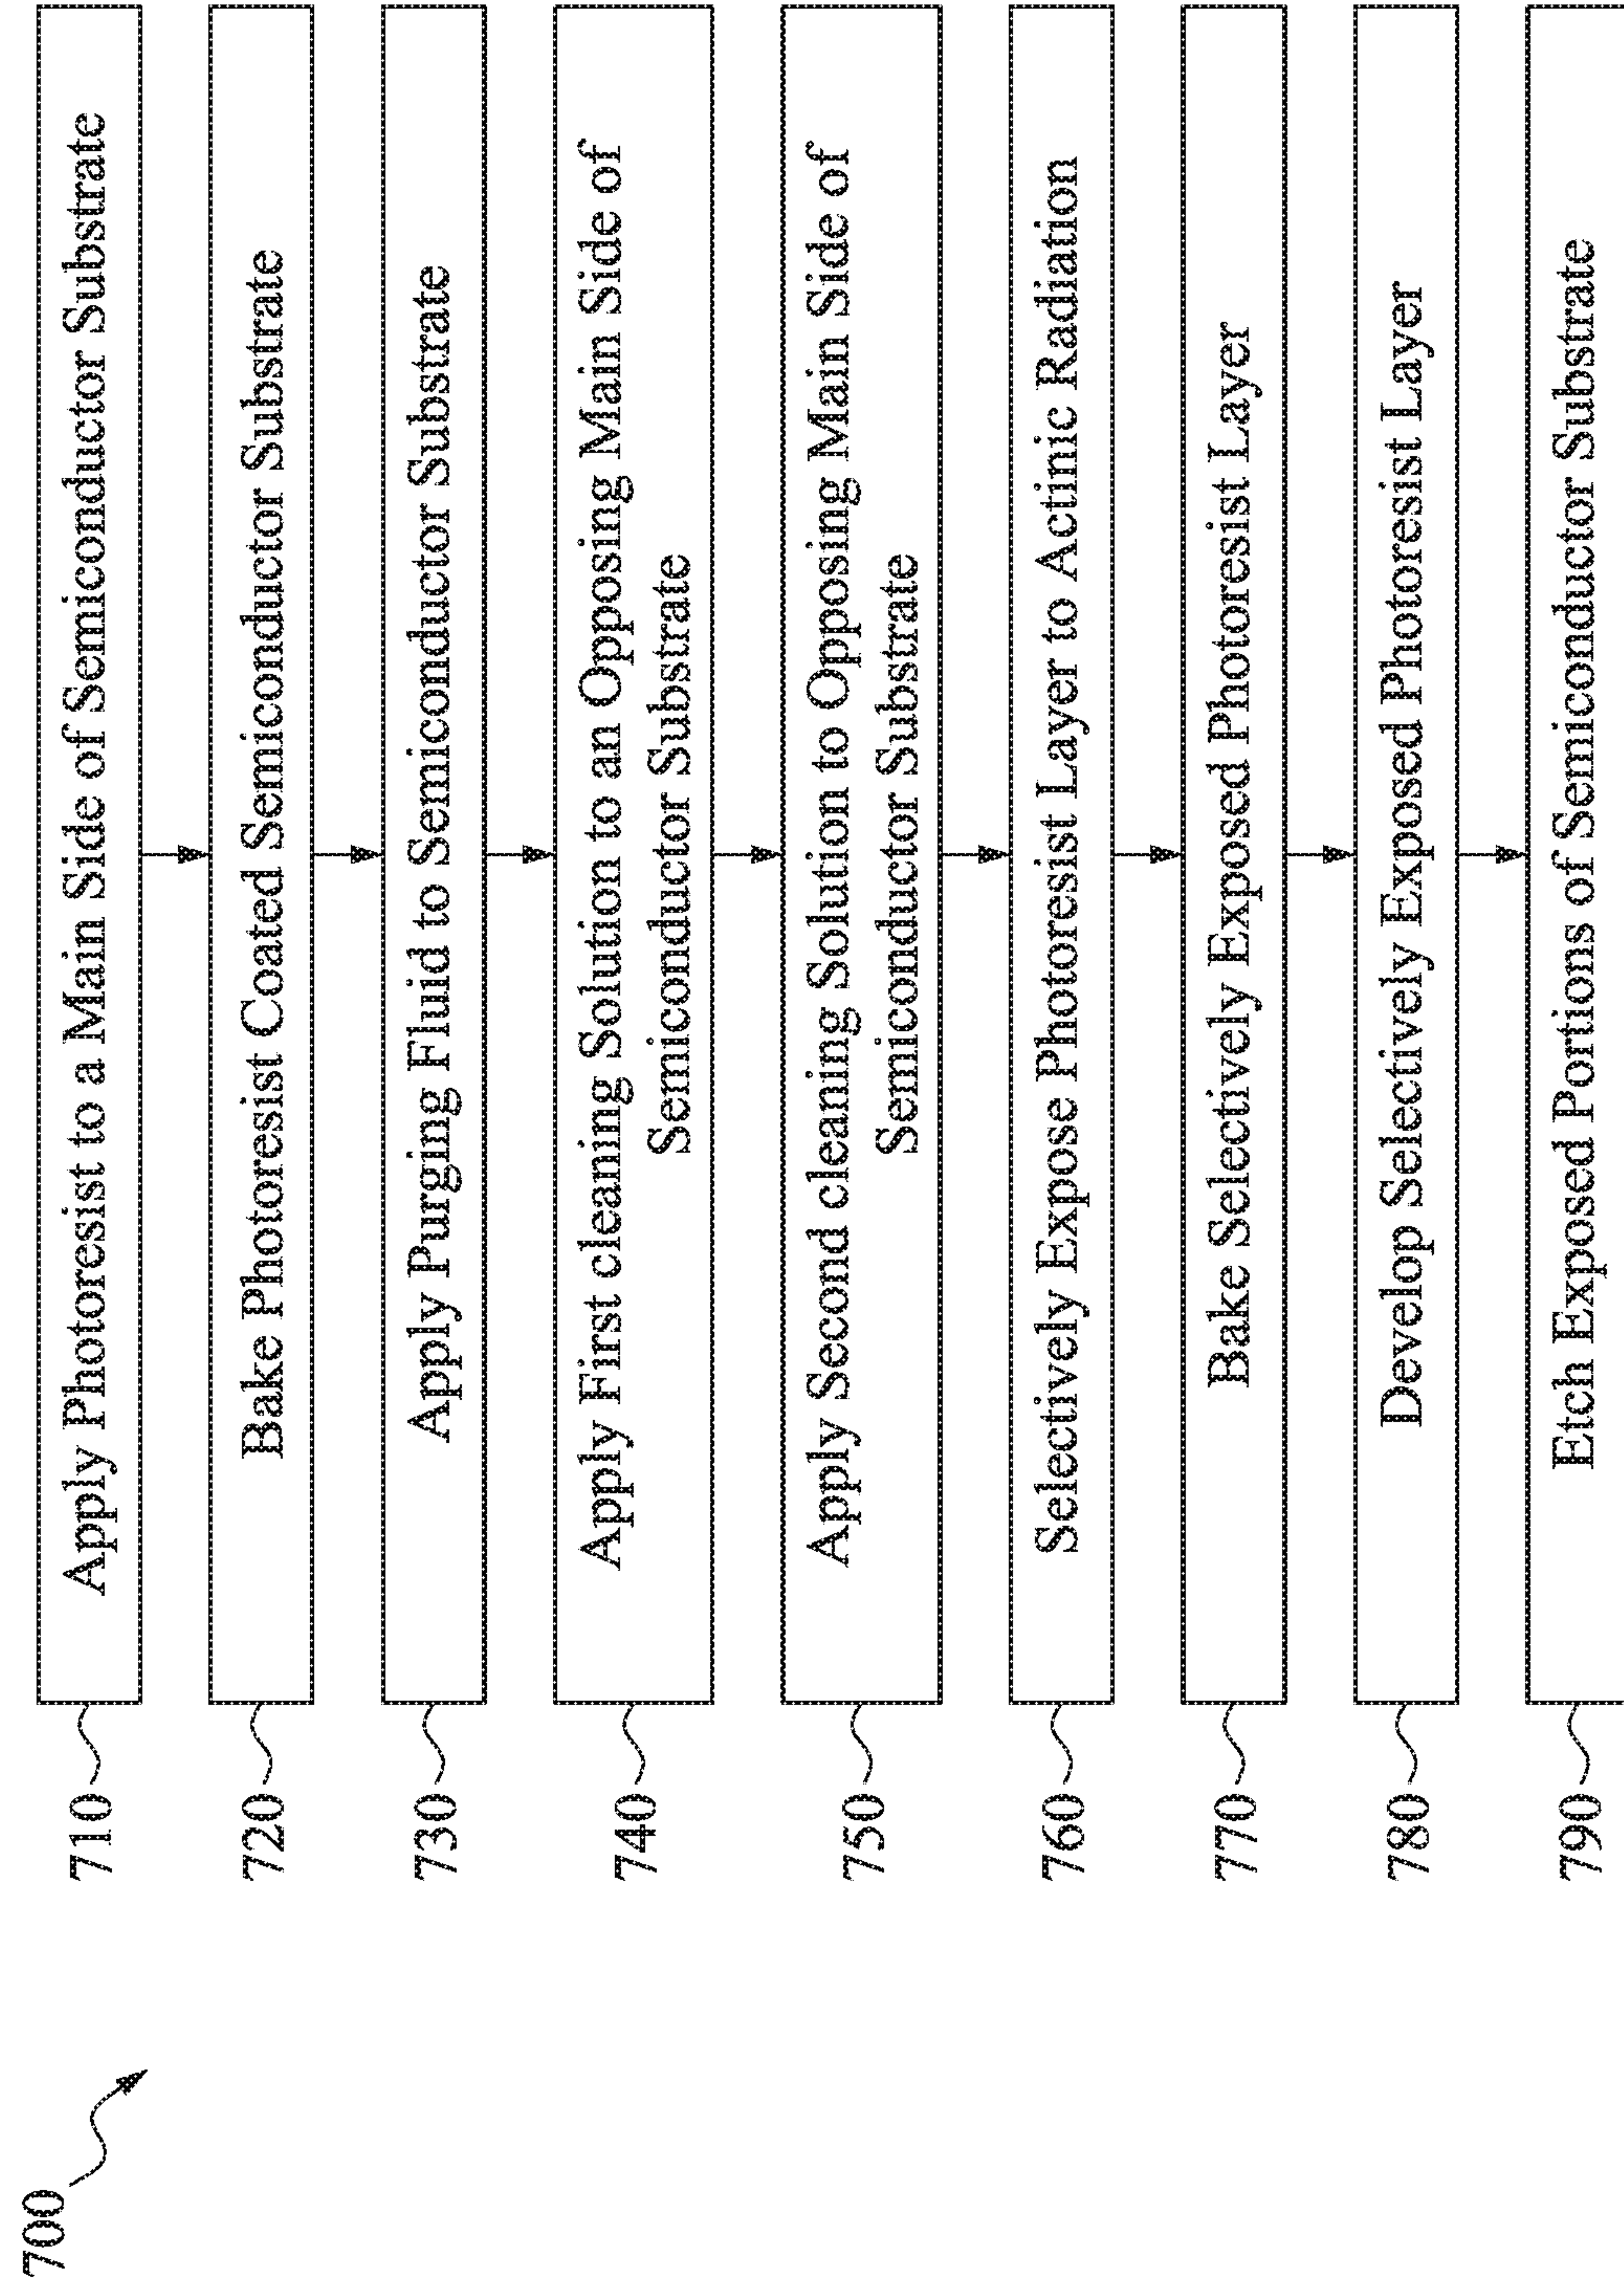 700
710
Apply Photoresist to a Main Side of Semiconductor Substrate
720
Bake Photoresist Coated Semiconductor Substrate
730
Apply Purging Fluid to Semiconductor Substrate
740
Apply First cleaning Solution to an Opposing Main Side of
Semiconductor Substrate
750
Apply Second cleaning Solution to Opposing Main Side of
Semiconductor Substrate
760
Selectively Expose Photoresist Layer to Actinic Radiation
770
Bake Selectively Exposed Photoresist Layer
780
Develop Selectively Exposed Photoresist Layer
790
Etch Exposed Portions of Semiconductor Substrate